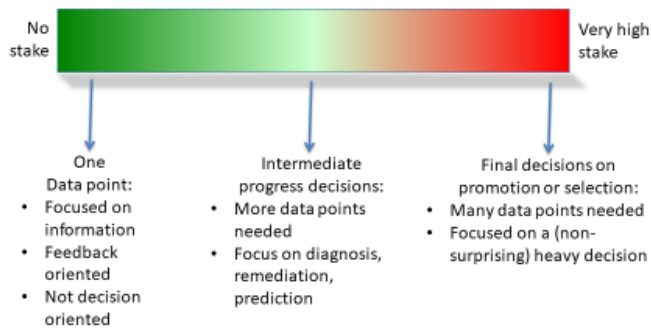 No
stake
Very high
stake
One
Data point:
• Focused on
information
• Feedback
oriented
• Not decision
oriented
Intermediate
progress decisions:
• More data points
needed
• Focus on diagnosis,
remediation,
prediction
Final decisions on
promotion or selection:
• Many data points needed
• Focused on a (non-
surprising) heavy decision